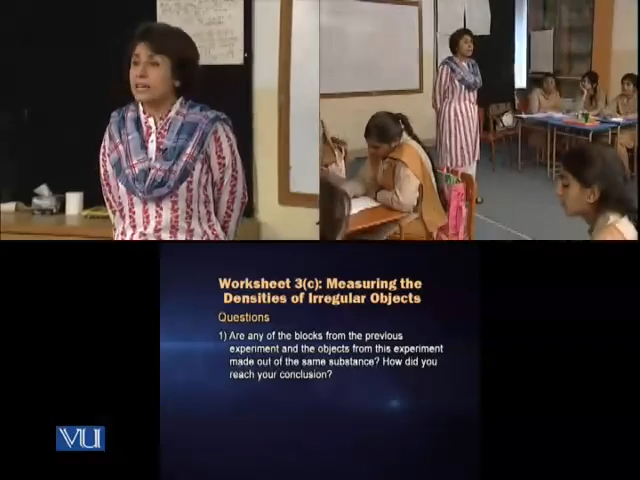 Worksheet 3(c): Measuring the
Densities of Irregular Objects
Questions
1) Are any of the blocks from the previous
experiment and the objects from this experiment
made out of the same substance? How did you
reach your conclusion?
VU